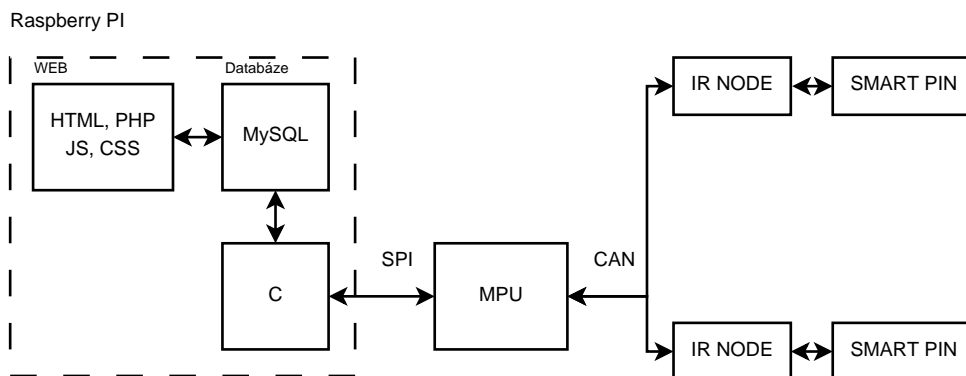 Raspberry PI
WEB
Databáze
HTML, PHP
JS, CSS
MySQL
C
SPI
MPU
CAN
IR NODE
SMART PIN
IR NODE
SMART PIN